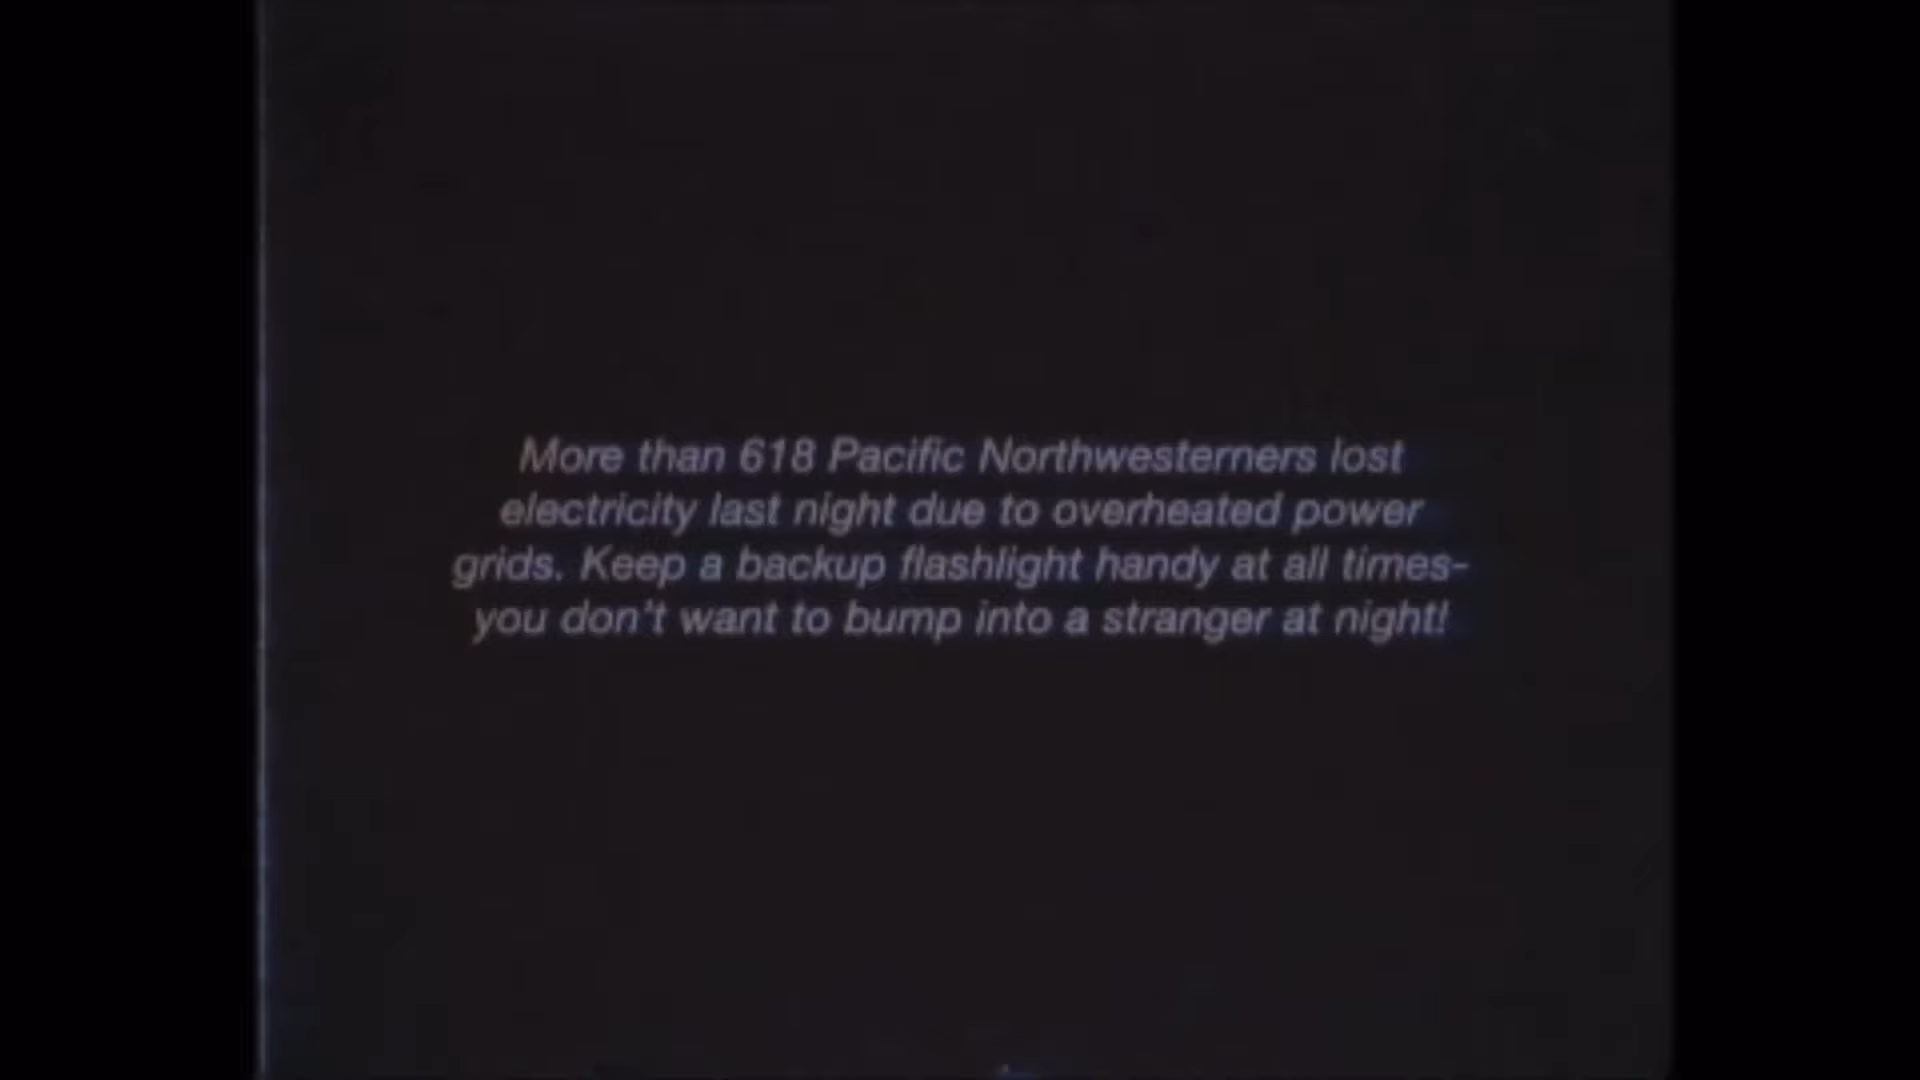 More than 618 Pacific Northwesterners lost
electricity last night due to overheated power
grids. Keep a backup flashlight handy at all times-
you don't want to bump into a stranger at night!